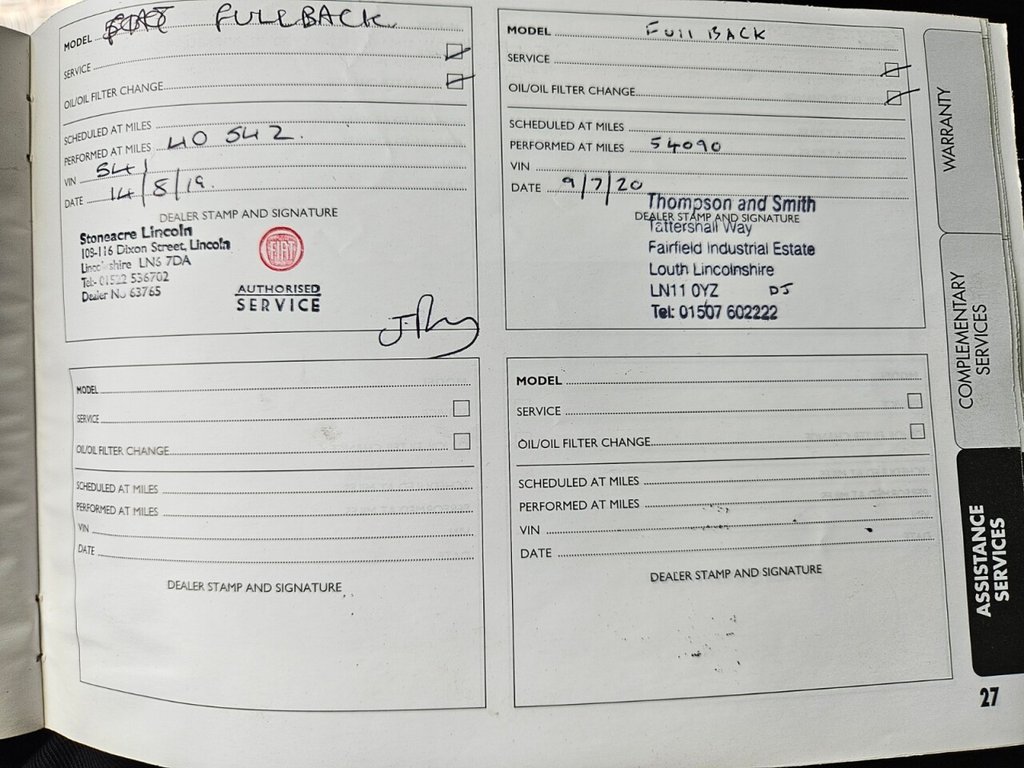 MODEL FIAT FULLBACK
SERVICE
OIL/OIL FILTER CHANGE
SCHEDULED AT MILES
PERFORMED AT MILES 40 542.
VIN 541
DATE 14/8/19.
DEALER STAMP AND SIGNATURE
Stoneacre Lincoln
108-116 Dixon Street, Lincoln
Lincolnshire LN6 7DA
Tel:- 01522 536702
Dealer No 63765
FIAT
AUTHORISED
SERVICE
MODEL Full BACK
SERVICE
OIL/OIL FILTER CHANGE
SCHEDULED AT MILES
PERFORMED AT MILES 54090
VIN
DATE 9/7/20
DEALER STAMP AND SIGNATURE
Thompson and Smith
Tattershall Way
Fairfield Industrial Estate
Louth Lincolnshire
LN11 0YZ DJ
Tel: 01507 602222
MODEL
SERVICE
OIL/OIL FILTER CHANGE
SCHEDULED AT MILES
PERFORMED AT MILES
VIN
DATE
DEALER STAMP AND SIGNATURE
MODEL
SERVICE
OIL/OIL FILTER CHANGE
SCHEDULED AT MILES
PERFORMED AT MILES
VIN
DATE
DEALER STAMP AND SIGNATURE
WARRANTY
COMPLEMENTARY
SERVICES
ASSISTANCE
SERVICES
27